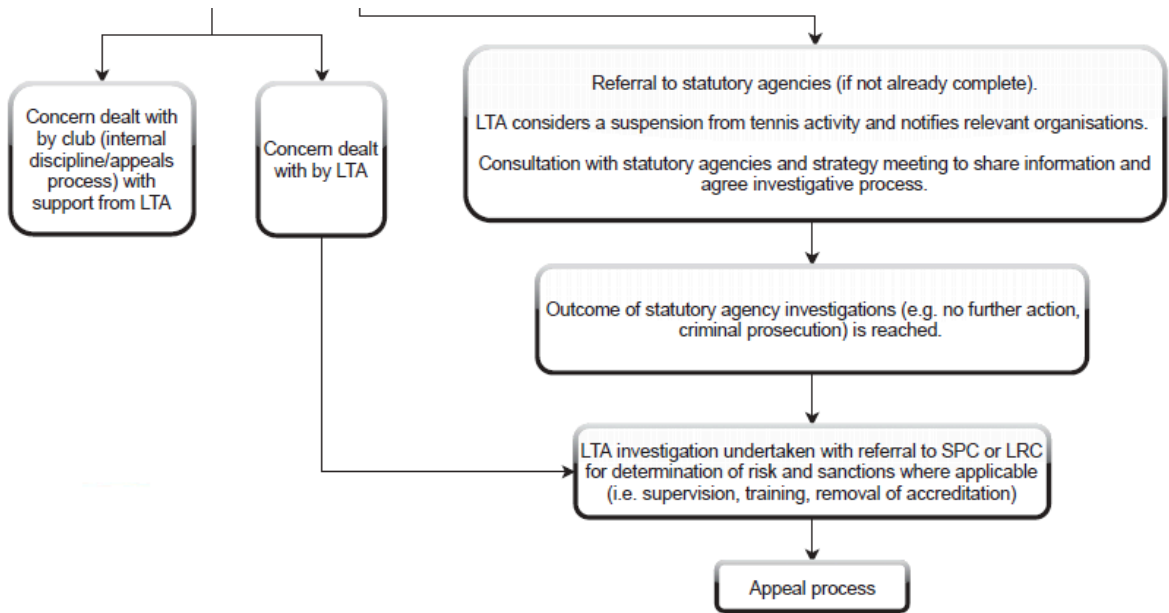 Concern dealt with
by club (internal
discipline/appeals
process) with
support from LTA
Concern dealt
with by LTA
Referral to statutory agencies (if not already complete).
LTA considers a suspension from tennis activity and notifies relevant organisations.
Consultation with statutory agencies and strategy meeting to share information and
agree investigative process.
Outcome of statutory agency investigations (e.g. no further action,
criminal prosecution) is reached.
LTA investigation undertaken with referral to SPC or LRC
for determination of risk and sanctions where applicable
(i.e. supervision, training, removal of accreditation)
Appeal process